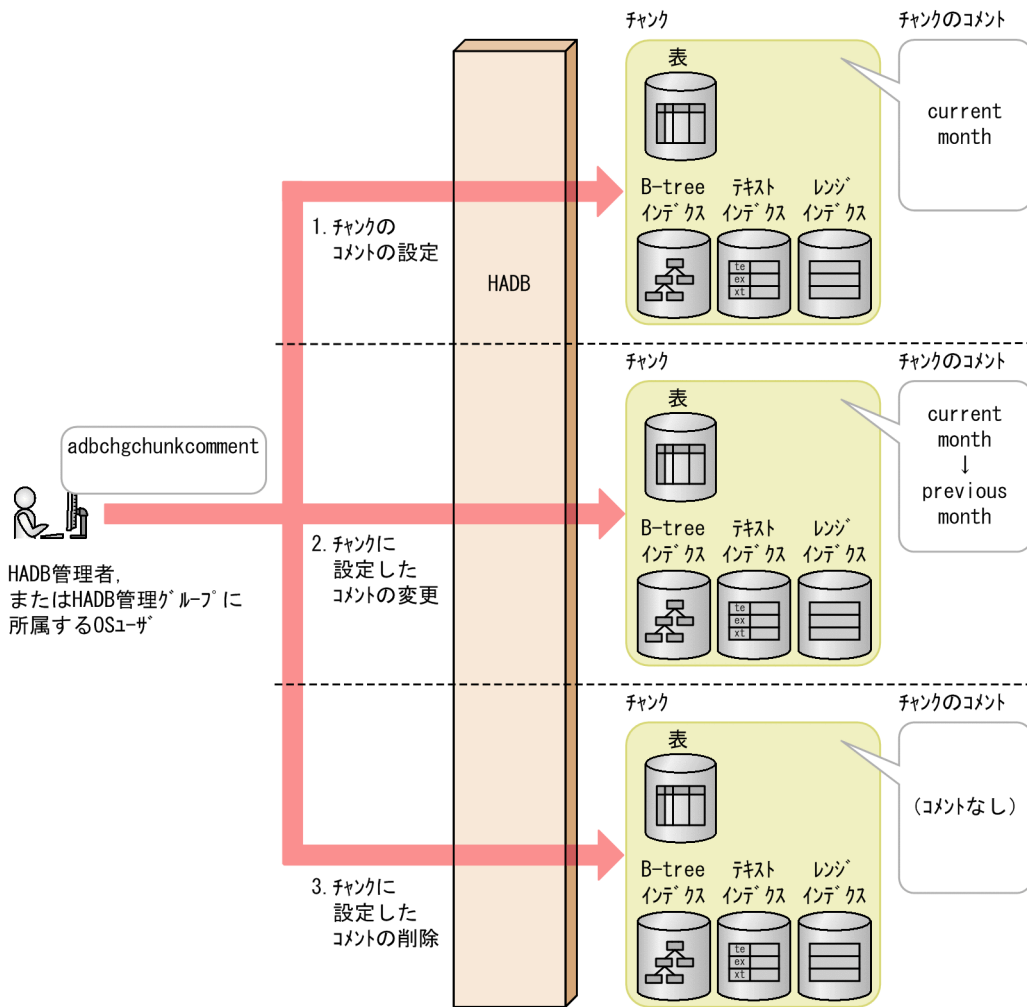 チャンク
チャンクのコメント
表
current
month
B-tree
インデクス
テキスト
インデクス
レンジ
インデクス
te
ex
xt
1. チャンクの
コメントの設定
HADB
チャンク
チャンクのコメント
表
current
month
↓
previous
month
adbchgchunkcomment
B-tree
インデクス
テキスト
インデクス
レンジ
インデクス
te
ex
xt
2. チャンクに
設定した
コメントの変更
HADB管理者,
またはHADB管理グループに
所属するOSユーザ
チャンク
チャンクのコメント
表
(コメントなし)
B-tree
インデクス
テキスト
インデクス
レンジ
インデクス
te
ex
xt
3. チャンクに
設定した
コメントの削除